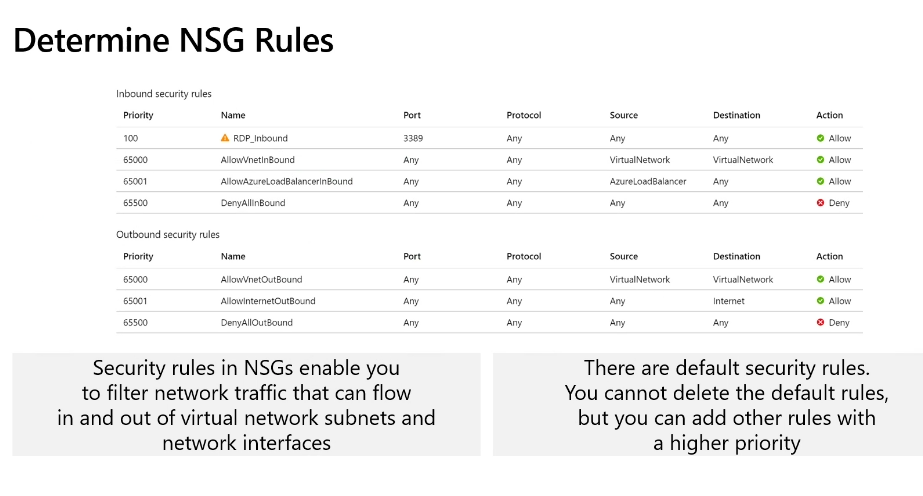 Determine NSG Rules
Inbound security rules
Priority Name Port Protocol Source Destination Action
100 RDP_Inbound 3389 Any Any Any Allow
65000 AllowVnetInBound Any Any VirtualNetwork VirtualNetwork Allow
65001 AllowAzureLoadBalancerInBound Any Any AzureLoadBalancer Any Allow
65500 DenyAllInBound Any Any Any Any Deny
Outbound security rules
Priority Name Port Protocol Source Destination Action
65000 AllowVnetOutBound Any Any VirtualNetwork VirtualNetwork Allow
65001 AllowInternetOutBound Any Any Any Internet Allow
65500 DenyAllOutBound Any Any Any Any Deny
Security rules in NSGs enable you
to filter network traffic that can flow
in and out of virtual network subnets and
network interfaces
There are default security rules.
You cannot delete the default rules,
but you can add other rules with
a higher priority